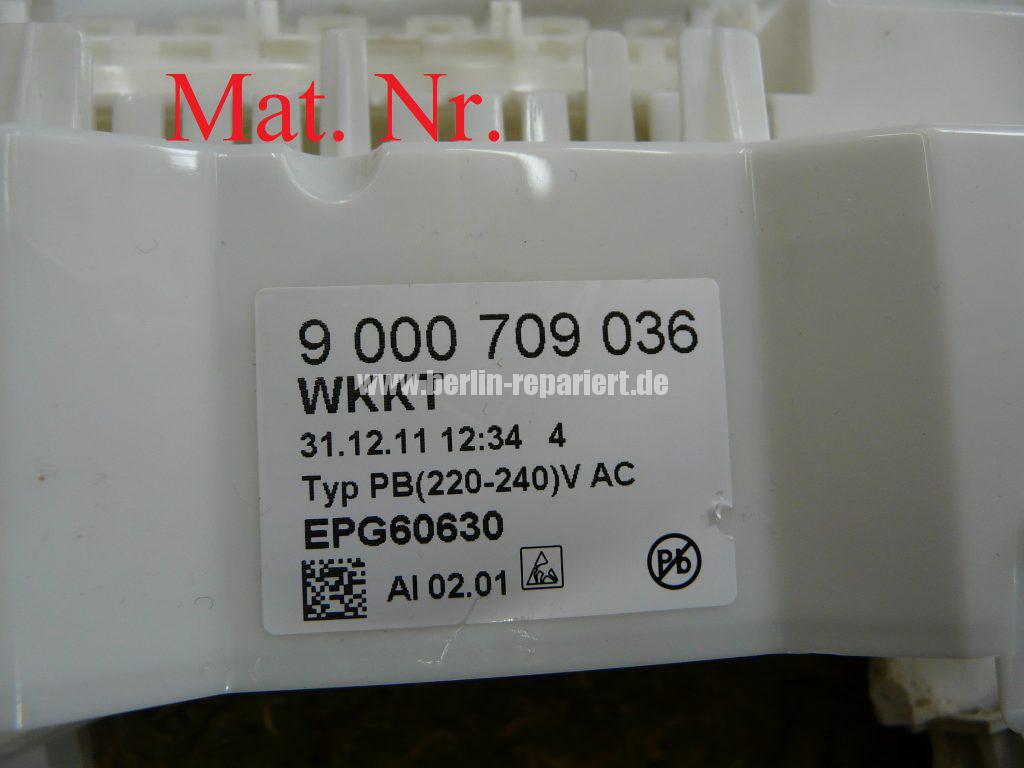 Mat. Nr.
9 000 709 036
WKKT
www.berlin-repariert.de
31.12.11 12:34 4
Typ PB(220-240)V AC
EPG60630
AI 02.01
Pb